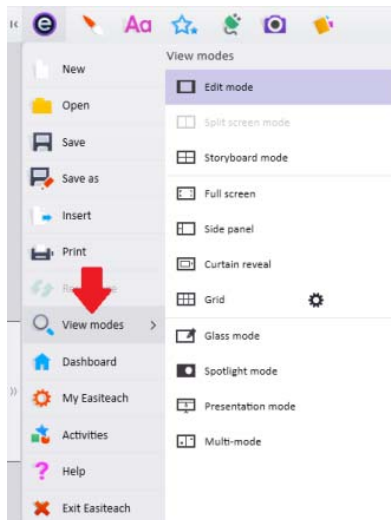 e
Aa
View modes
New
Open
Save
Save as
Insert
Print
View modes
Dashboard
My Easiteach
Activities
Help
Exit Easiteach
Edit mode
Split screen mode
Storyboard mode
Full screen
Side panel
Curtain reveal
Grid
Glass mode
Spotlight mode
Presentation mode
Multi-mode